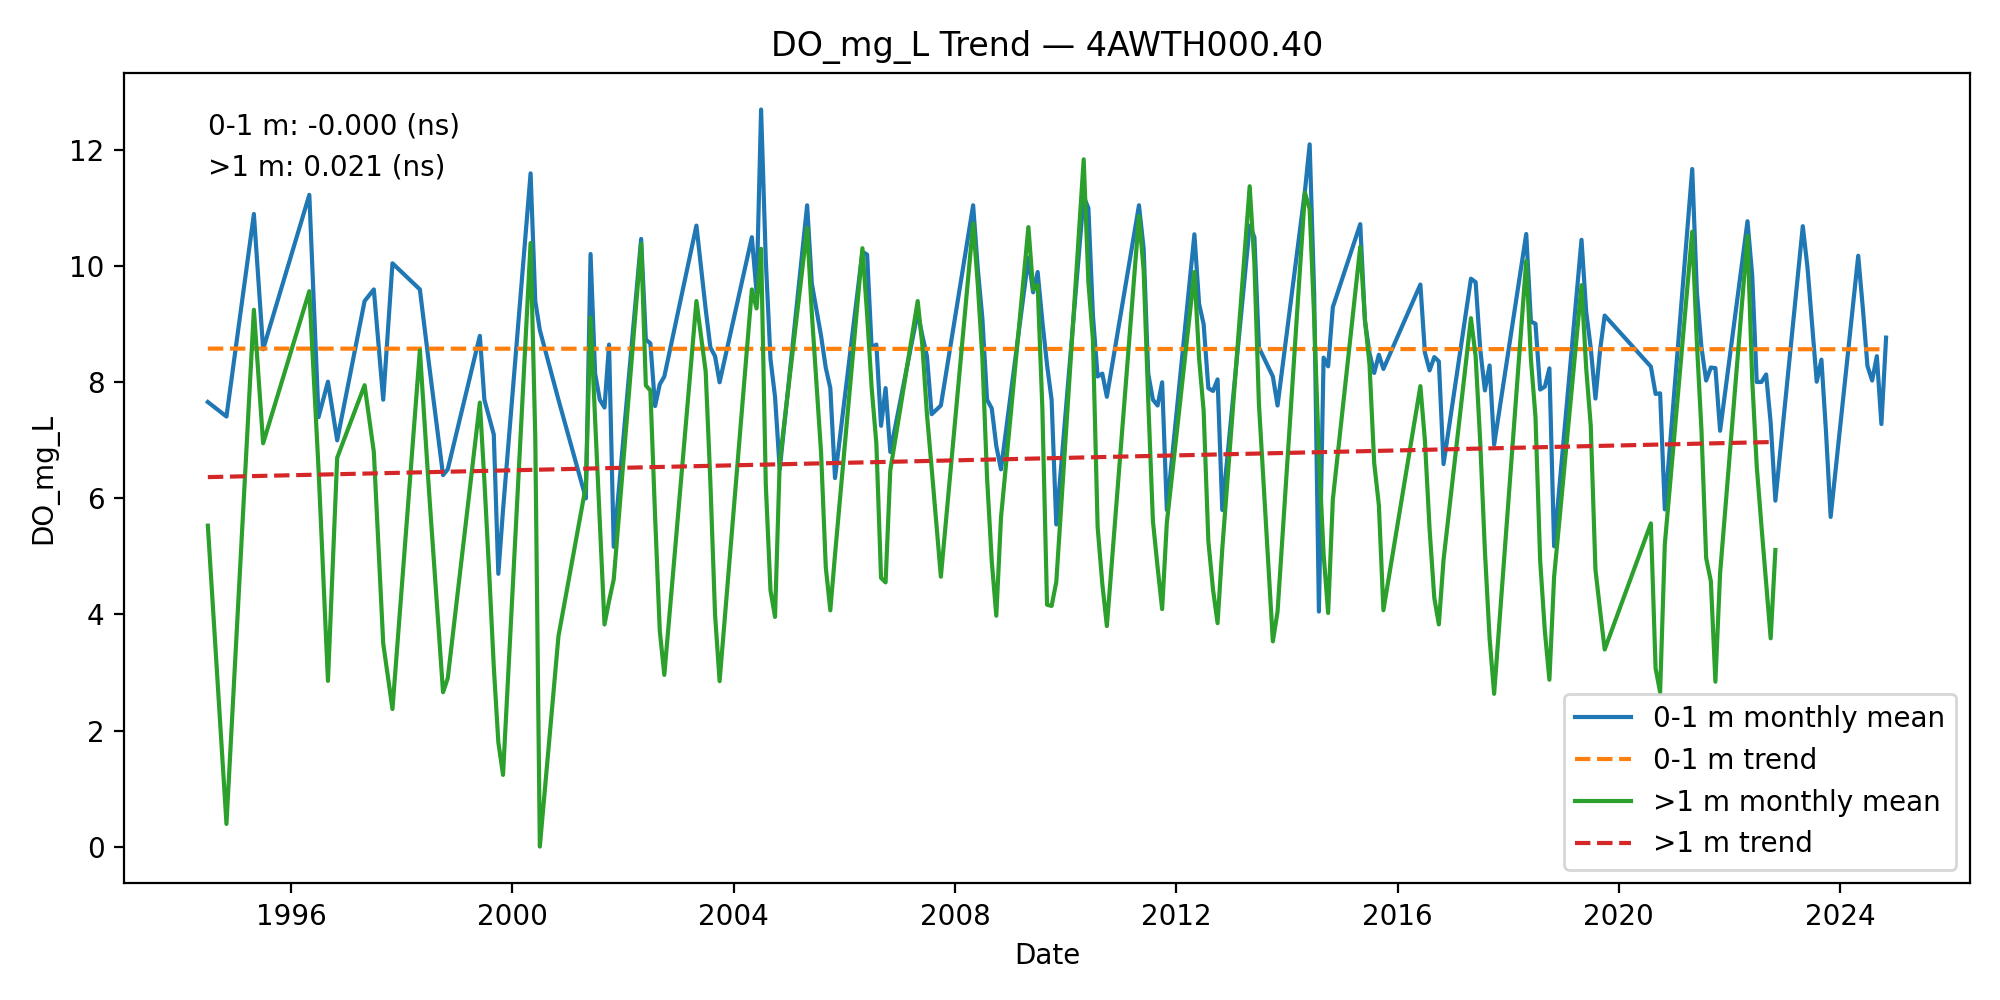 DO_mg_L Trend — 4AWTH000.40
0-1 m: -0.000 (ns)
>1 m: 0.021 (ns)
DO_mg_L
12
10
8
6
4
2
0
1996 2000 2004 2008 2012 2016 2020 2024
Date
0-1 m monthly mean
0-1 m trend
>1 m monthly mean
>1 m trend